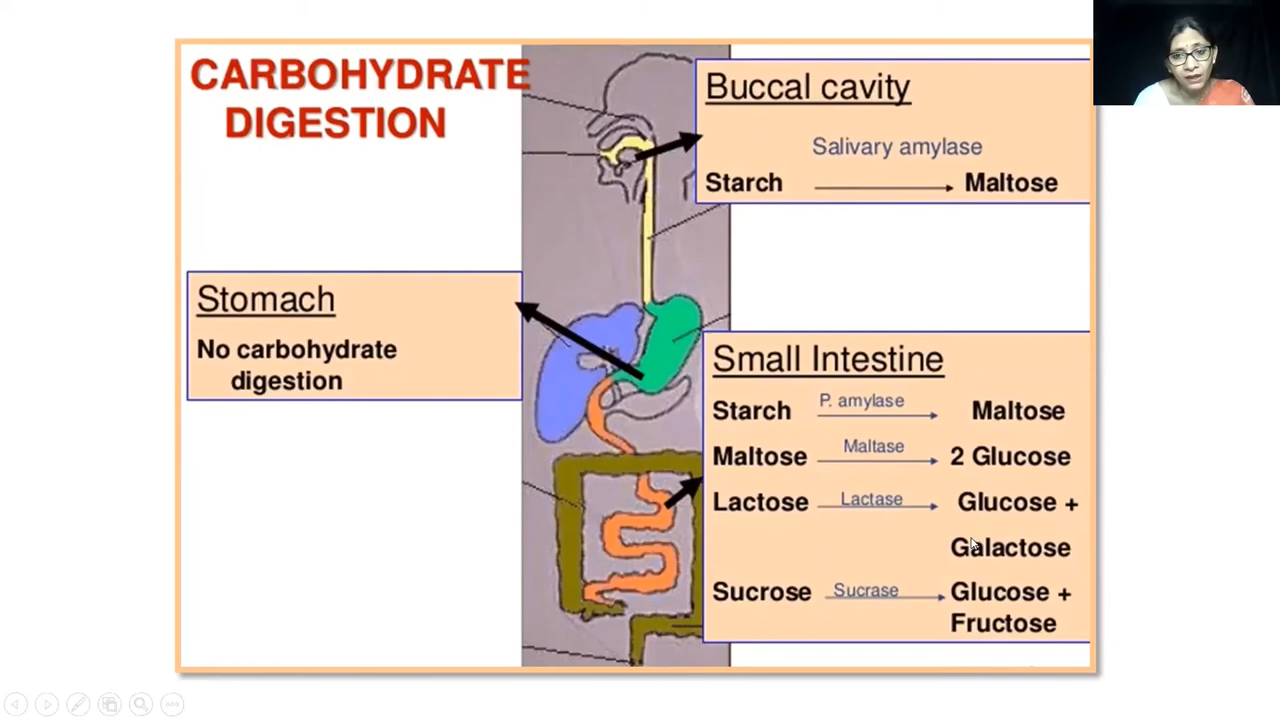 CARBOHYDRATE
DIGESTION
Buccal cavity
Salivary amylase
Starch Maltose
Stomach
No carbohydrate
digestion
Small Intestine
Starch P. amylase Maltose
Maltose Maltase 2 Glucose
Lactose Lactase Glucose +
Galactose
Sucrose Sucrase Glucose +
Fructose